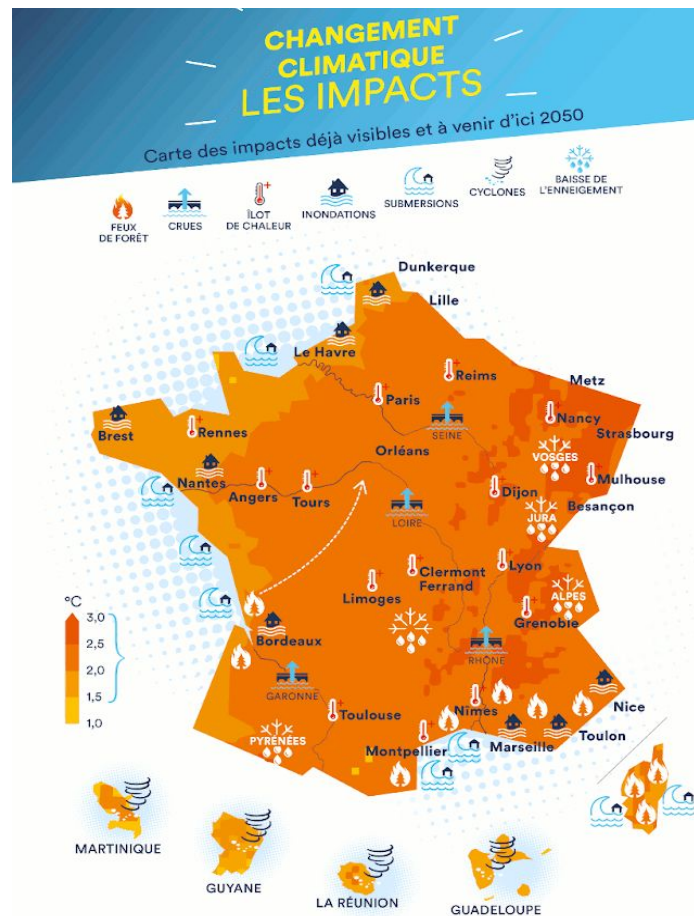 CHANGEMENT
CLIMATIQUE
LES IMPACTS
Carte des impacts déjà visibles et à venir d'ici 2050
FEUX
DE FORÊT
CRUES
ÎLOT
DE CHALEUR
INONDATIONS
SUBMERSIONS
CYCLONES
BAISSE DE
L'ENNEIGEMENT
Dunkerque
Lille
Le Havre
Reims
Metz
Paris
Nancy
Strasbourg
Brest
Rennes
SEINE
VOSGES
Orléans
Nantes
Angers
Tours
Dijon
Mulhouse
LOIRE
JURA
Besançon
Clermont
Ferrand
Lyon
Limoges
ALPES
Grenoble
°C
3,0
2,5
2,0
1,5
1,0
Bordeaux
RHÔNE
GARONNE
Nîmes
Nice
Toulouse
PYRÉNÉES
Montpellier
Marseille
Toulon
MARTINIQUE
GUYANE
LA RÉUNION
GUADELOUPE